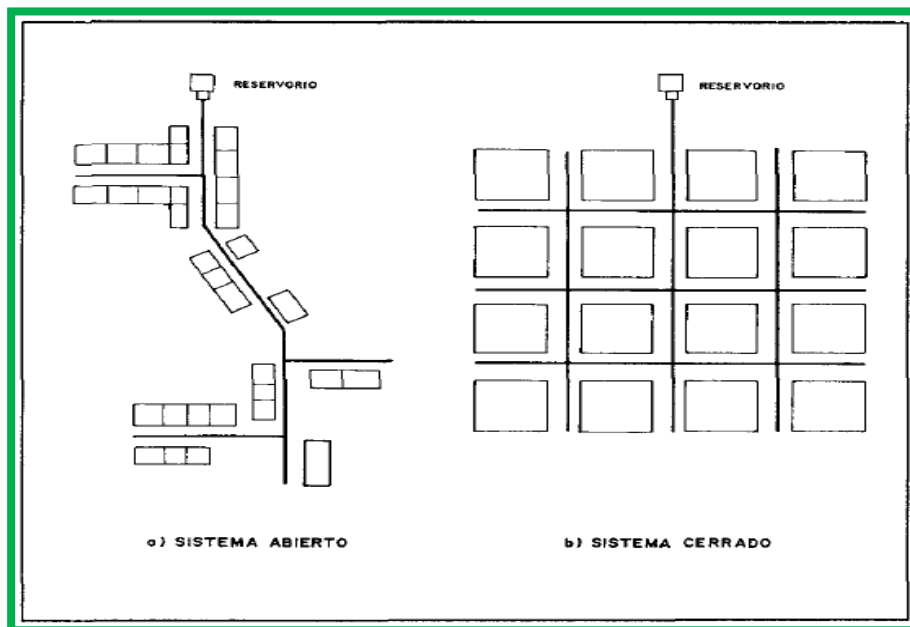 RESERVORIO
RESERVORIO
a) SISTEMA ABIERTO
b) SISTEMA CERRADO